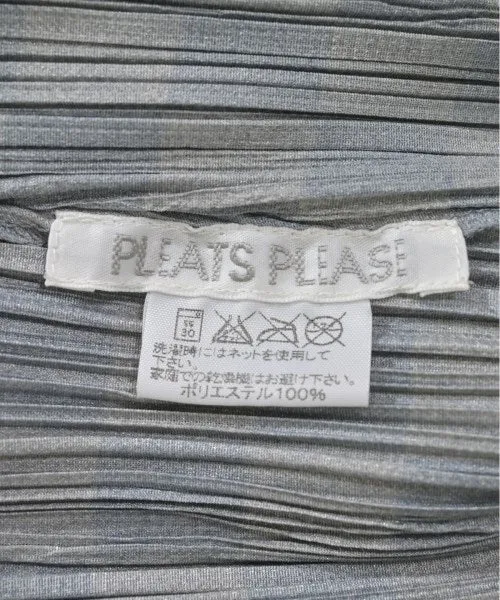 PLEATS PLEASE
洗濯時にはネットを使用して
下さい。
家庭での乾燥機はお避け下さい。
ポリエステル100%